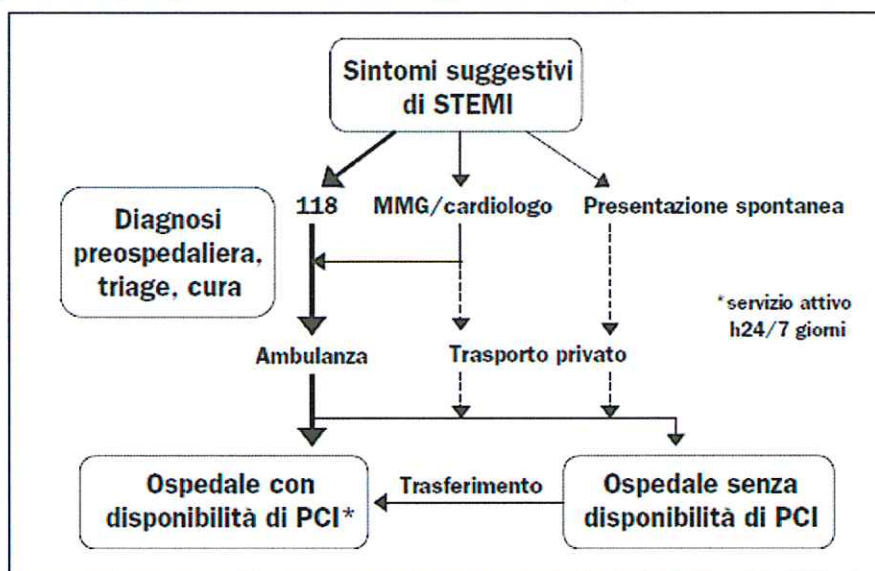 Sintomi suggestivi
di STEMI
118
MMG/cardiologo
Presentazione spontanea
Diagnosi
preospedaliera,
triage, cura
*servizio attivo
h24/7 giorni
Ambulanza
Trasporto privato
Ospedale con
disponibilità di PCI*
Trasferimento
Ospedale senza
disponibilità di PCI